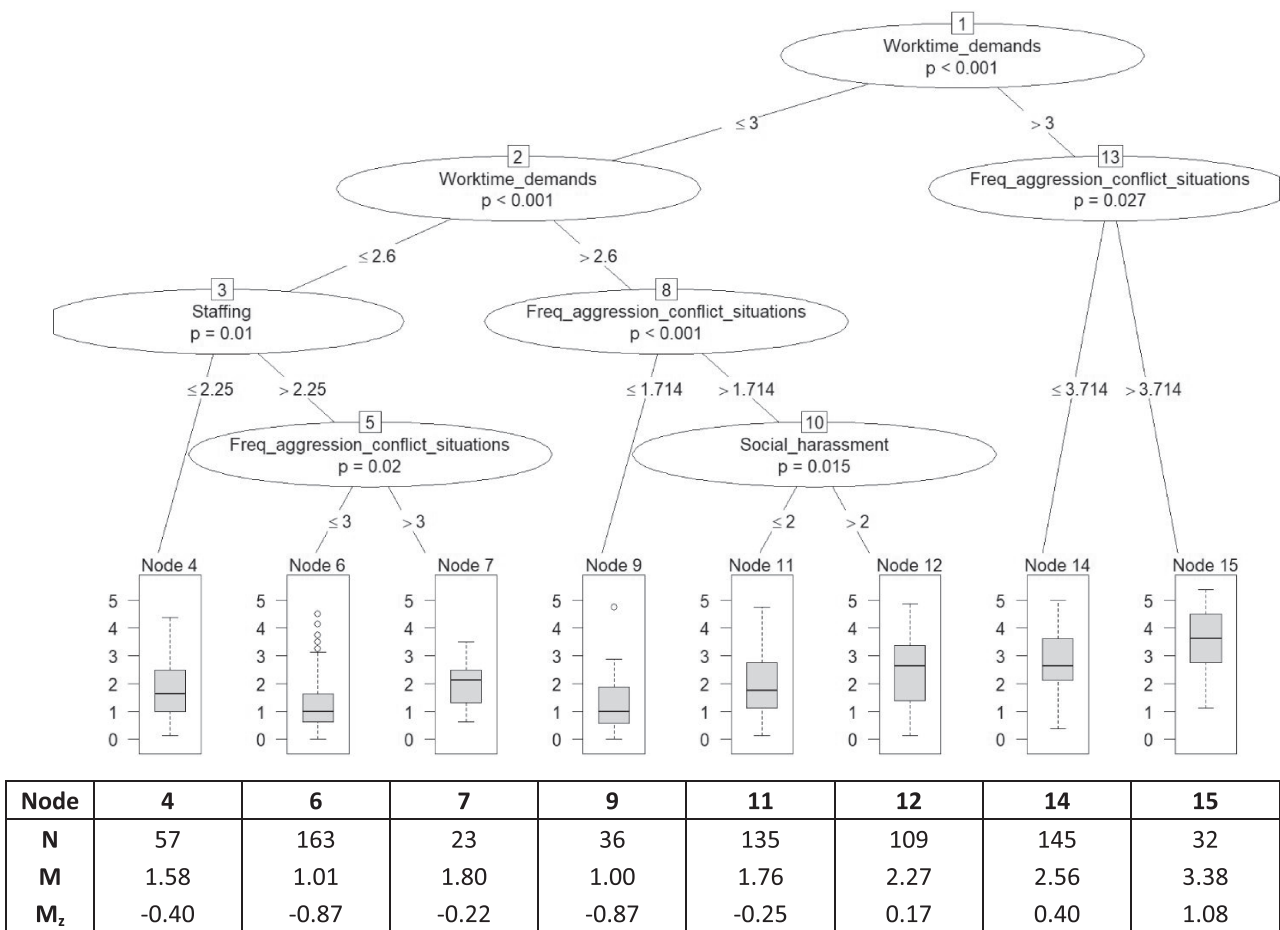 1
Worktime_demands
p < 0.001
≤ 3
> 3
2
Worktime_demands
p < 0.001
13
Freq_aggression_conflict_situations
p = 0.027
≤ 2.6
> 2.6
3
Staffing
p = 0.01
8
Freq_aggression_conflict_situations
p < 0.001
≤ 2.25
> 2.25
≤ 1.714
> 1.714
≤ 3.714
> 3.714
5
Freq_aggression_conflict_situations
p = 0.02
10
Social_harassment
p = 0.015
≤ 3
> 3
≤ 2
> 2
Node 4
0
1
2
3
4
5
Node 6
0
1
2
3
4
5
Node 7
0
1
2
3
4
5
Node 9
0
1
2
3
4
5
Node 11
0
1
2
3
4
5
Node 12
0
1
2
3
4
5
Node 14
0
1
2
3
4
5
Node 15
0
1
2
3
4
5
Node 4 6 7 9 11 12 14 15
N 57 163 23 36 135 109 145 32
M 1.58 1.01 1.80 1.00 1.76 2.27 2.56 3.38
Mz -0.40 -0.87 -0.22 -0.87 -0.25 0.17 0.40 1.08